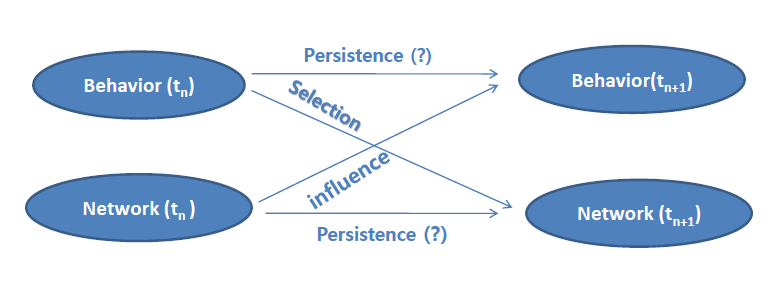 Persistence (?)
Behavior (tn)
Behavior(tn+1)
Selection
influence
Network (tn )
Network (tn+1)
Persistence (?)